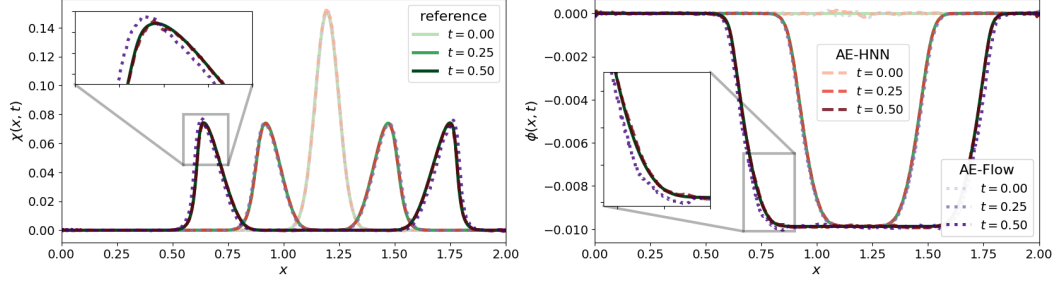 reference
t = 0.00
t = 0.25
t = 0.50
χ(x, t)
0.14
0.12
0.10
0.08
0.06
0.04
0.02
0.00
0.00 0.25 0.50 0.75 1.00 1.25 1.50 1.75 2.00
x
AE-HNN
t = 0.00
t = 0.25
t = 0.50
AE-Flow
t = 0.00
t = 0.25
t = 0.50
ϕ(x, t)
0.000
−0.002
−0.004
−0.006
−0.008
−0.010
0.00 0.25 0.50 0.75 1.00 1.25 1.50 1.75 2.00
x